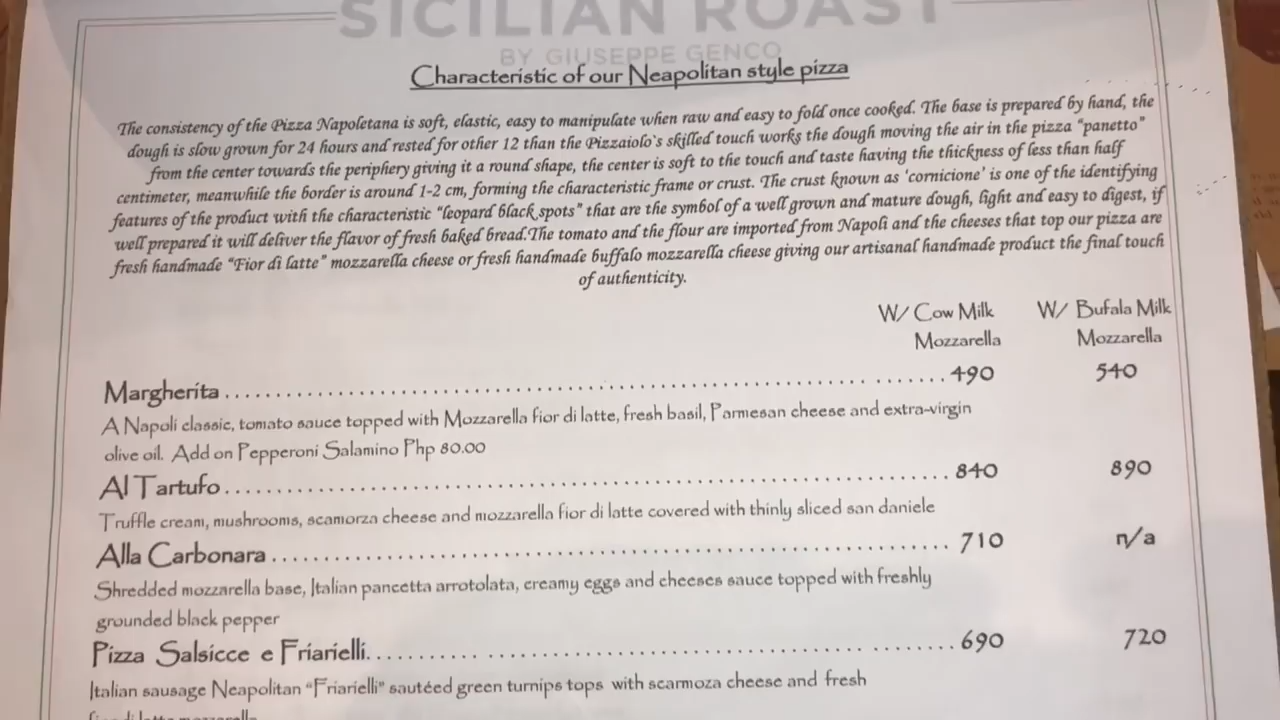 SICILIAN ROAST
BY GIUSEPPE GENCO
Characteristic of our Neapolitan style pizza
The consistency of the Pizza Napoletana is soft, elastic, easy to manipulate when raw and easy to fold once cooked. The base is prepared by hand, the
dough is slow grown for 24 hours and rested for other 12 than the Pizzaiolo's skilled touch works the dough moving the air in the pizza "panetto"
from the center towards the periphery giving it a round shape, the center is soft to the touch and taste having the thickness of less than half
centimeter, meanwhile the border is around 1-2 cm, forming the characteristic frame or crust. The crust known as 'cornicione' is one of the identifying
features of the product with the characteristic "leopard black spots" that are the symbol of a well grown and mature dough, light and easy to digest, if
well prepared it will deliver the flavor of fresh baked bread.The tomato and the flour are imported from Napoli and the cheeses that top our pizza are
fresh handmade "Fior di latte" mozzarella cheese or fresh handmade buffalo mozzarella cheese giving our artisanal handmade product the final touch
of authenticity.
W/ Cow Milk Mozzarella
W/ Bufala Milk Mozzarella
Margherita 490 540
A Napoli classic, tomato sauce topped with Mozzarella fior di latte, fresh basil, Parmesan cheese and extra-virgin
olive oil. Add on Pepperoni Salamino Php 80.00
Al Tartufo 840 890
Truffle cream, mushrooms, scamorza cheese and mozzarella fior di latte covered with thinly sliced san daniele
Alla Carbonara 710 n/a
Shredded mozzarella base, Italian pancetta arrotolata, creamy eggs and cheeses sauce topped with freshly
grounded black pepper
Pizza Salsicce e Friarielli 690 720
Italian sausage Neapolitan "Friarielli" sautéed green turnips tops with scarmoza cheese and fresh